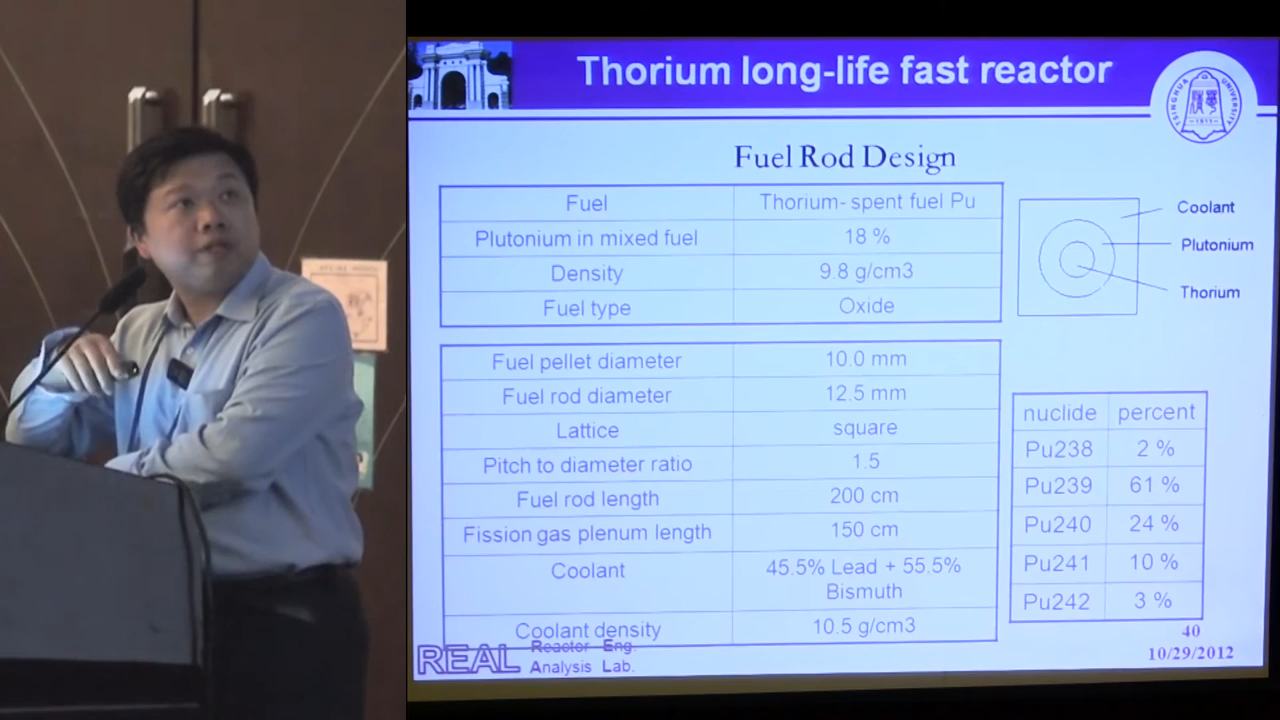 Thorium long-life fast reactor
TSINGHUA UNIVERSITY
1911
Fuel Rod Design
Fuel Thorium- spent fuel Pu
Plutonium in mixed fuel 18 %
Density 9.8 g/cm3
Fuel type Oxide
Coolant
Plutonium
Thorium
Fuel pellet diameter 10.0 mm
Fuel rod diameter 12.5 mm
Lattice square
Pitch to diameter ratio 1.5
Fuel rod length 200 cm
Fission gas plenum length 150 cm
Coolant 45.5% Lead + 55.5%
Bismuth
Coolant density 10.5 g/cm3
nuclide percent
Pu238 2 %
Pu239 61 %
Pu240 24 %
Pu241 10 %
Pu242 3 %
REAL Reactor Eng.
Analysis Lab.
40
10/29/2012